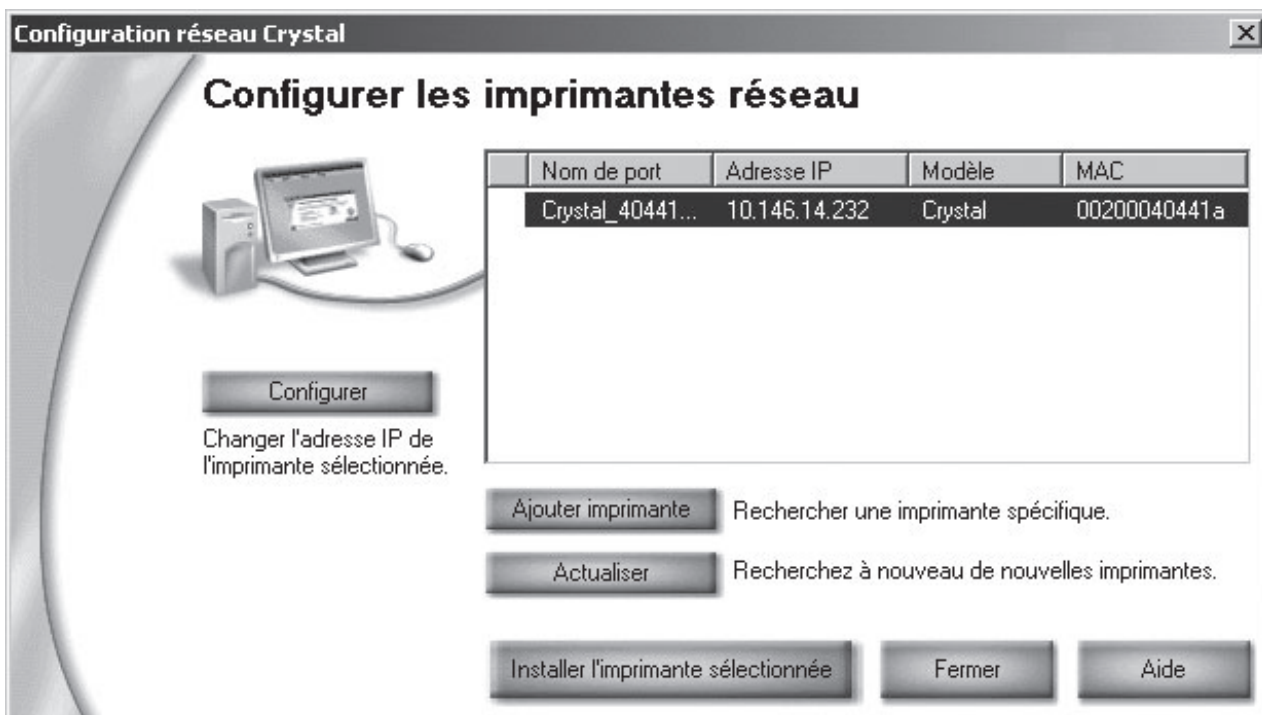 Configuration réseau Crystal
Configurer les imprimantes réseau
Nom de port Adresse IP Modèle MAC
Crystal_40441... 10.146.14.232 Crystal 00200040441a
Configurer
Changer l'adresse IP de
l'imprimante sélectionnée.
Ajouter imprimante Rechercher une imprimante spécifique.
Actualiser Recherchez à nouveau de nouvelles imprimantes.
Installer l'imprimante sélectionnée Fermer Aide